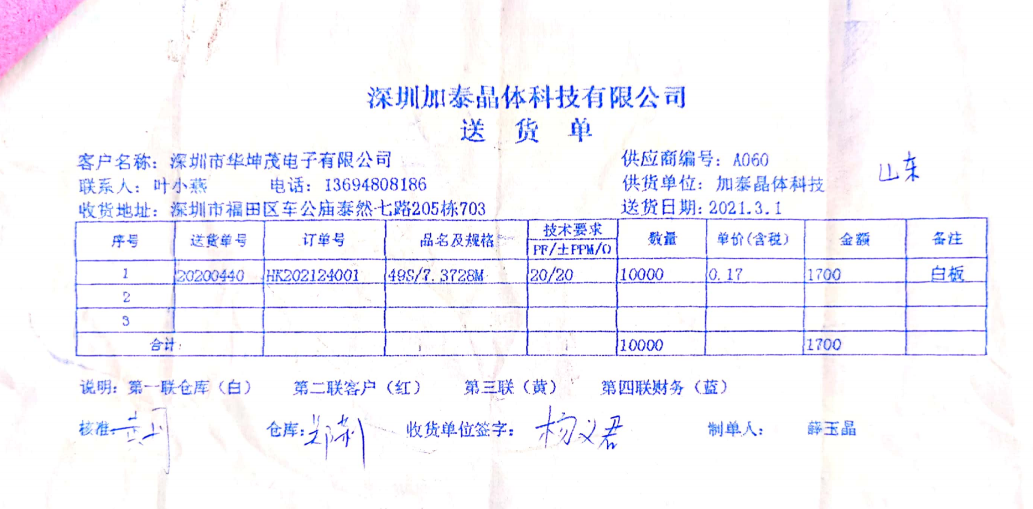 深圳加泰晶体科技有限公司
送 货 单
客户名称：深圳市华坤茂电子有限公司 供应商编号：A060
联系人：叶小燕 电话：13694808186 供货单位：加泰晶体科技 山东
收货地址：深圳市福田区车公庙泰然七路205栋703 送货日期：2021.3.1
序号 送货单号 订单号 品名及规格 技术要求 PF/±PPM/Ω 数量 单价(含税) 金额 备注
1 20200440 HK202124001 49S/7.3728M 20/20 10000 0.17 1700 白板
2
3
合计： 10000 1700
说明：第一联仓库（白） 第二联客户（红） 第三联（黄） 第四联财务（蓝）
核准： 仓库： 收货单位签字：杨义君 制单人： 薛玉晶